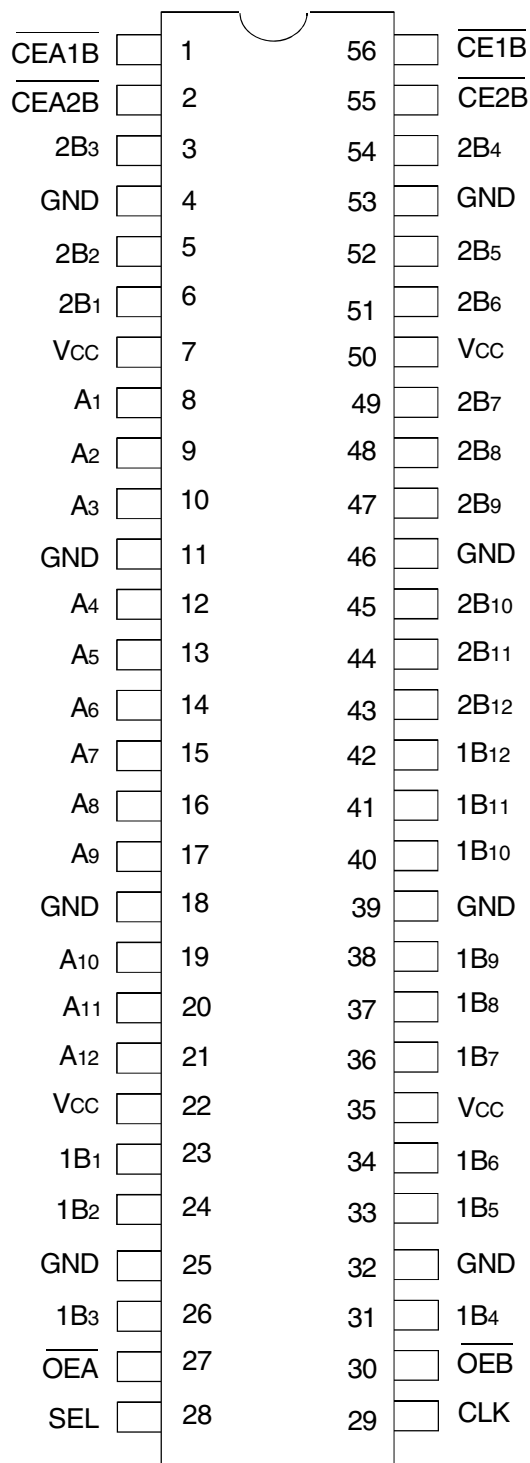 CEA1B 1 56 CE1B
CEA2B 2 55 CE2B
2B3 3 54 2B4
GND 4 53 GND
2B2 5 52 2B5
2B1 6 51 2B6
VCC 7 50 VCC
A1 8 49 2B7
A2 9 48 2B8
A3 10 47 2B9
GND 11 46 GND
A4 12 45 2B10
A5 13 44 2B11
A6 14 43 2B12
A7 15 42 1B12
A8 16 41 1B11
A9 17 40 1B10
GND 18 39 GND
A10 19 38 1B9
A11 20 37 1B8
A12 21 36 1B7
VCC 22 35 VCC
1B1 23 34 1B6
1B2 24 33 1B5
GND 25 32 GND
1B3 26 31 1B4
OEA 27 30 OEB
SEL 28 29 CLK